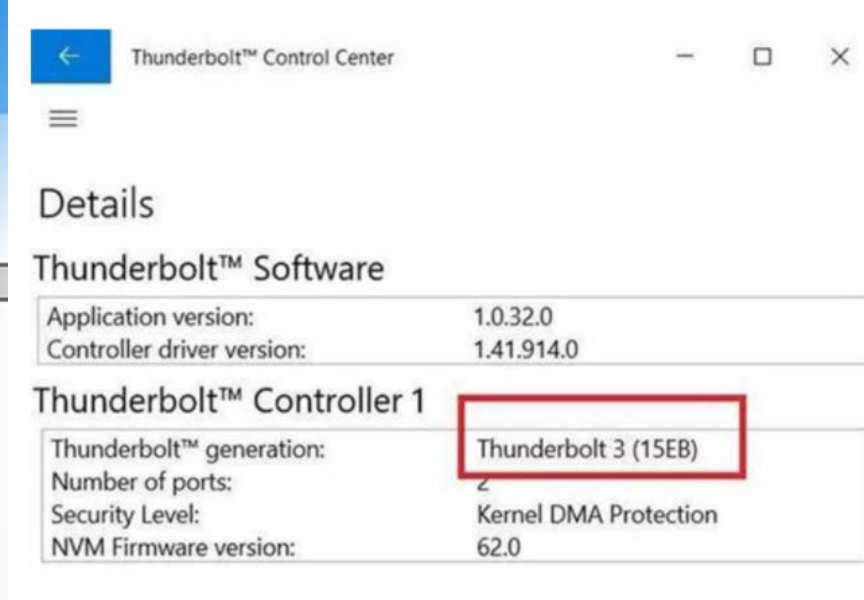 Thunderbolt™ Control Center
Details
Thunderbolt™ Software
Application version: 1.0.32.0
Controller driver version: 1.41.914.0
Thunderbolt™ Controller 1
Thunderbolt™ generation: Thunderbolt 3 (15EB)
Number of ports: 2
Security Level: Kernel DMA Protection
NVM Firmware version: 62.0